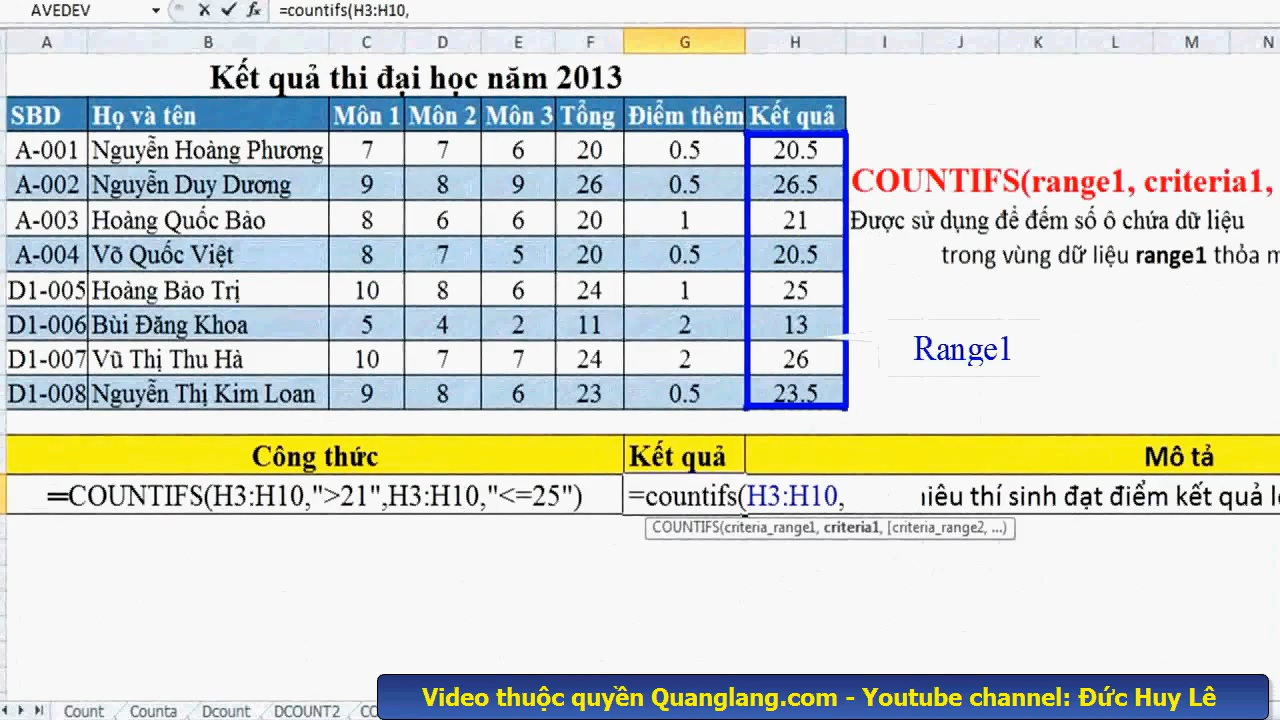 AVEDEV fx =countifs(H3:H10,
A B C D E F G H I J K L M N
Kết quả thi đại học năm 2013
SBD Họ và tên Môn 1 Môn 2 Môn 3 Tổng Điểm thêm Kết quả
A-001 Nguyễn Hoàng Phương 7 7 6 20 0.5 20.5
A-002 Nguyễn Duy Dương 9 8 9 26 0.5 26.5
COUNTIFS(range1, criteria1,
A-003 Hoàng Quốc Bảo 8 6 6 20 1 21
Được sử dụng để đếm số ô chứa dữ liệu
A-004 Võ Quốc Việt 8 7 5 20 0.5 20.5
trong vùng dữ liệu range1 thỏa
D1-005 Hoàng Bảo Trị 10 8 6 24 1 25
D1-006 Bùi Đăng Khoa 5 4 2 11 2 13
Range1
D1-007 Vũ Thị Thu Hà 10 7 7 24 2 26
D1-008 Nguyễn Thị Kim Loan 9 8 6 23 0.5 23.5
Công thức Kết quả Mô tả
=COUNTIFS(H3:H10,">21",H3:H10,"<=25") =countifs(H3:H10, thí sinh đạt điểm kết quả
COUNTIFS(criteria_range1, criteria1, [criteria_range2, ...)
Count Counta Dcount DCOUNT2
Video thuộc quyền Quanglang.com - Youtube channel: Đức Huy Lê